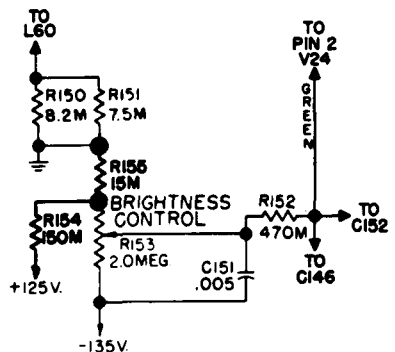 TO
L60
R150
8.2M
R151
7.5M
R155
15M
BRIGHTNESS
CONTROL
R154
150M
R153
2.0MEG.
+125V.
-135V.
C151
.005
R152
470M
TO
PIN 2
V24
GREEN
TO
C152
TO
C146